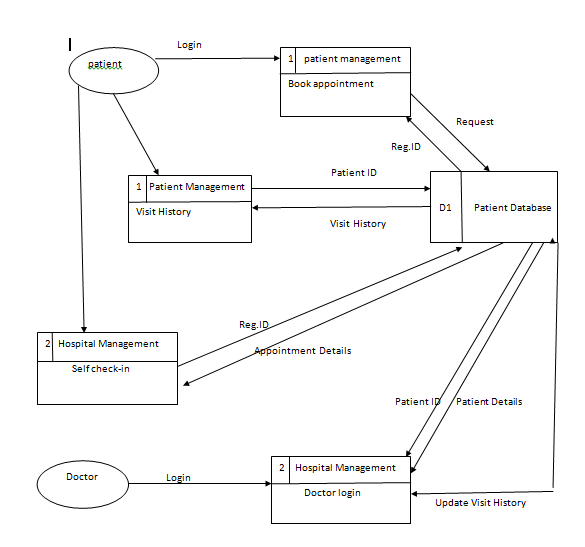 Login
patient
1 patient management
Book appointment
Request
Reg.ID
Patient ID
1 Patient Management
Visit History
D1 Patient Database
Visit History
Reg.ID
2 Hospital Management
Self check-in
Appointment Details
Patient ID
Patient Details
Doctor
Login
2 Hospital Management
Doctor login
Update Visit History